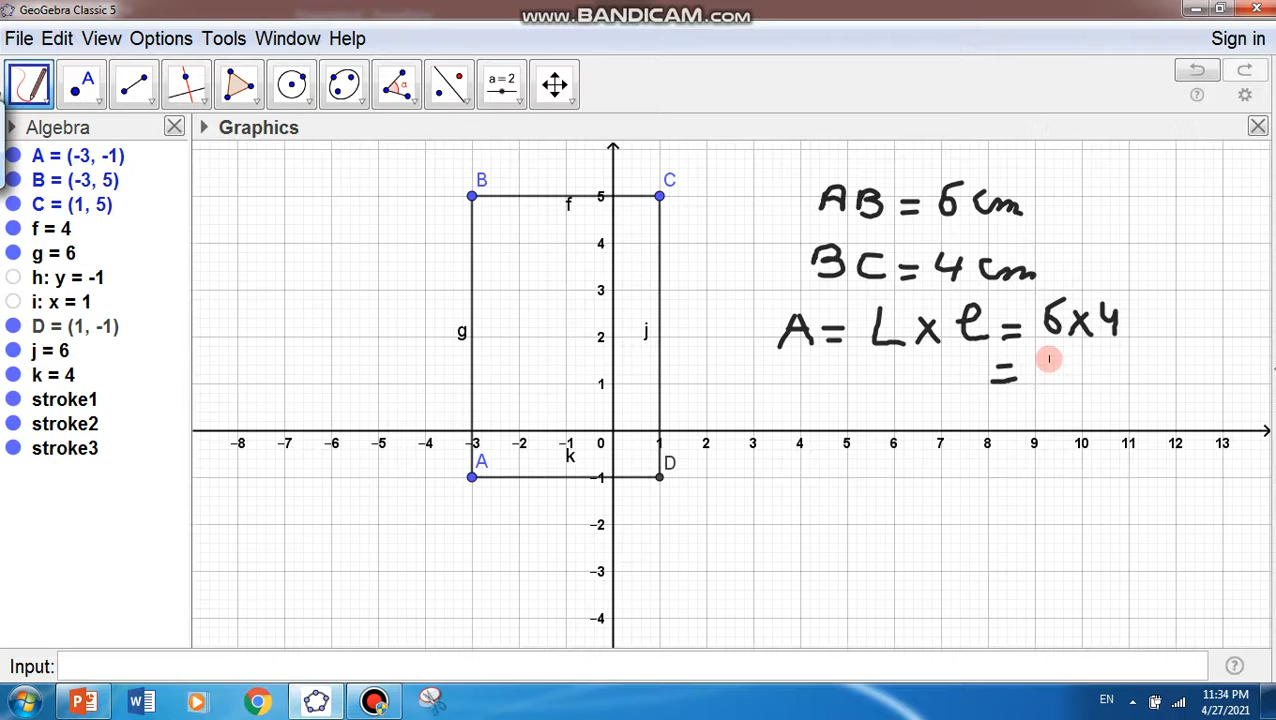 GeoGebra Classic 5
www.BANDICAM.com
File Edit View Options Tools Window Help
Sign in
A
α
a = 2
Algebra
Graphics
A = (-3, -1)
B = (-3, 5)
C = (1, 5)
f = 4
g = 6
h: y = -1
i: x = 1
D = (1, -1)
j = 6
k = 4
stroke1
stroke2
stroke3
B
C
f
g
j
A
k
D
5
4
3
2
1
–8 –7 –6 –5 –4 –3 –2 –1 0 1 2 3 4 5 6 7 8 9 10 11 12 13
–1
–2
–3
–4
AB = 6 cm
BC = 4 cm
A = L x l = 6x4
=
Input:
EN
11:34 PM
4/27/2021